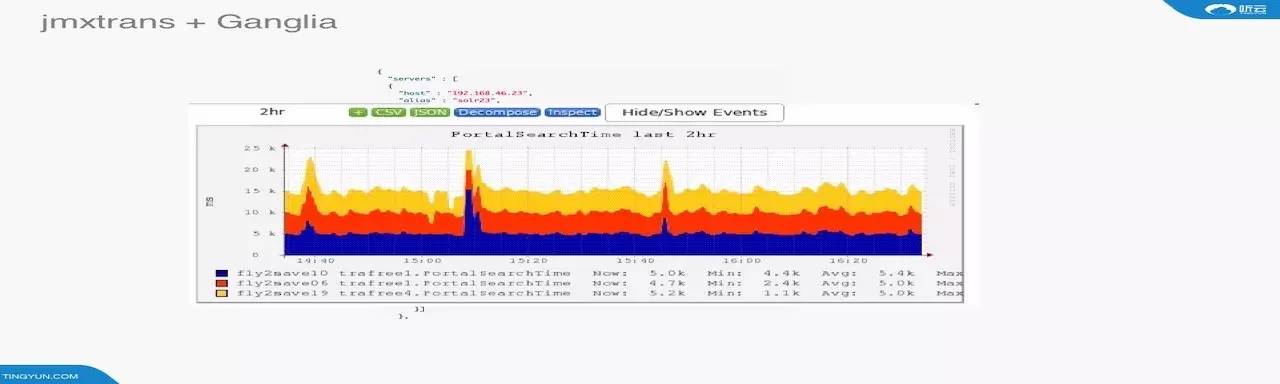 jmxtrans + Ganglia
听云
{
"servers" : [
{
"host" : "192.168.46.23",
"alias" : "solr23",
2hr
+ CSV JSON Decompose Inspect Hide/Show Events
PortalSearchTime last 2hr
25 k
20 k
15 k
10 k
5 k
0
ms
14:40 15:00 15:20 15:40 16:00 16:20
fly2save10 trafree1.PortalSearchTime Now: 5.0k Min: 4.4k Avg: 5.4k Max
fly2save06 trafree1.PortalSearchTime Now: 4.7k Min: 2.4k Avg: 5.0k Max
fly2save19 trafree4.PortalSearchTime Now: 5.2k Min: 1.1k Avg: 5.0k Max
}]
},
TINGYUN.COM